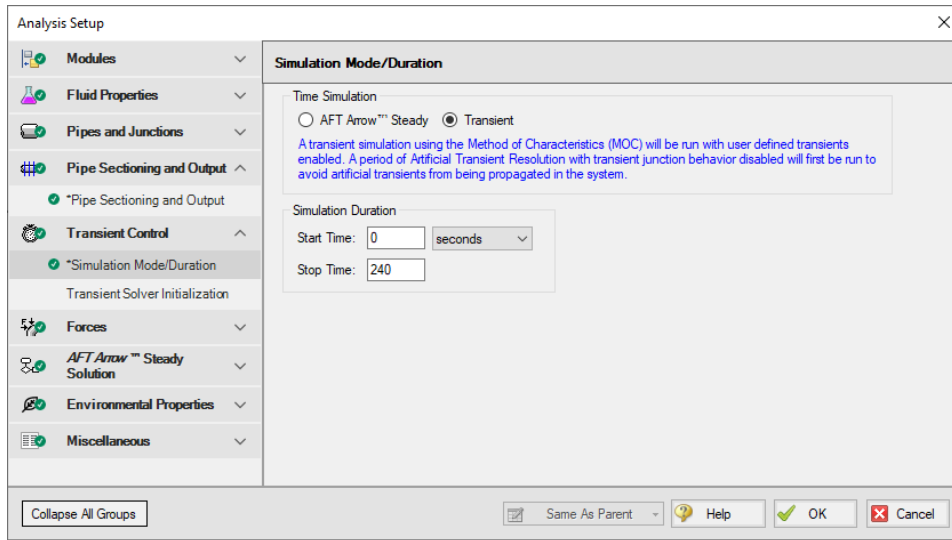 Analysis Setup
Modules
Fluid Properties
Pipes and Junctions
Pipe Sectioning and Output
*Pipe Sectioning and Output
Transient Control
*Simulation Mode/Duration
Transient Solver Initialization
Forces
AFT Arrow™ Steady
Solution
Environmental Properties
Miscellaneous
Simulation Mode/Duration
Time Simulation
AFT Arrow™ Steady Transient
A transient simulation using the Method of Characteristics (MOC) will be run with user defined transients
enabled. A period of Artificial Transient Resolution with transient junction behavior disabled will first be run to
avoid artificial transients from being propagated in the system.
Simulation Duration
Start Time: 0 seconds
Stop Time: 240
Collapse All Groups
Same As Parent
Help
OK
Cancel